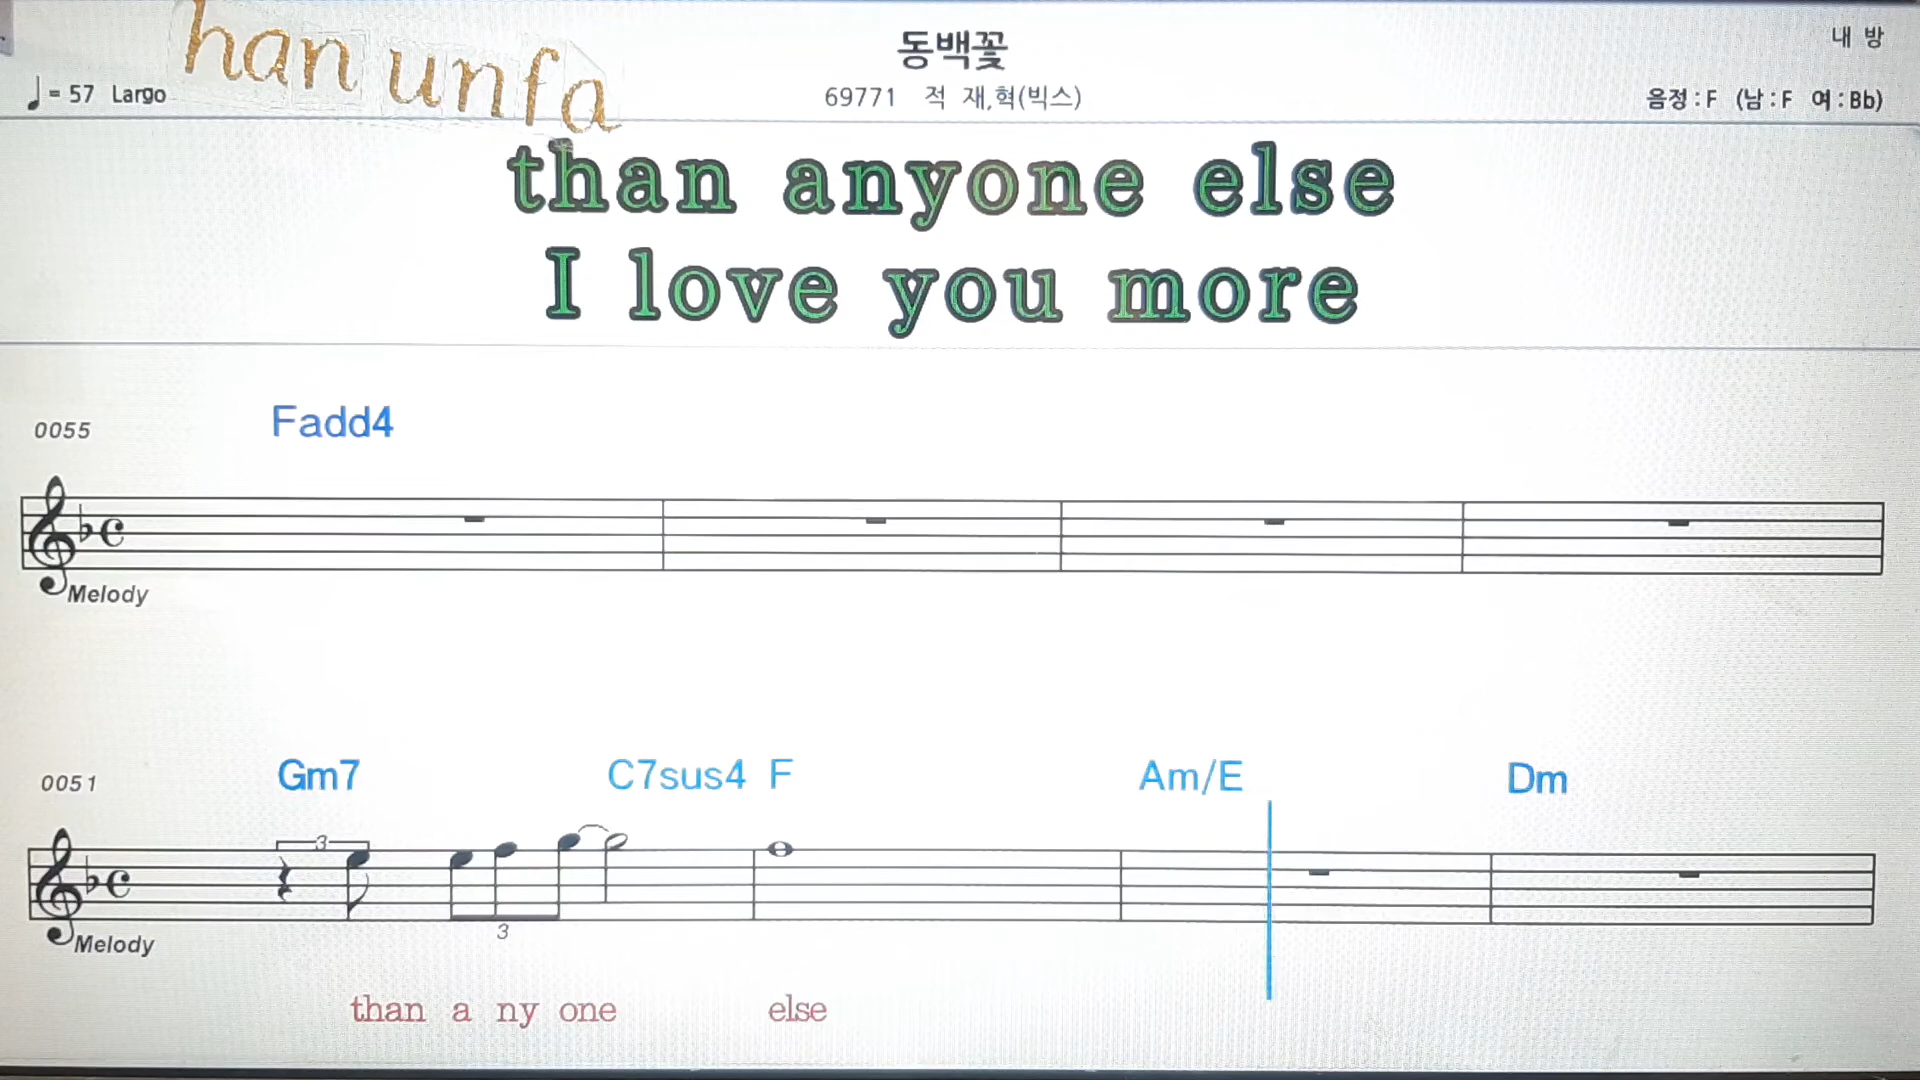 han unfa
동백꽃
내 방
♩= 57 Largo
69771 적 재,혁(빅스)
음정 : F (남 : F 여 : Bb)
than anyone else
I love you more
0055
Fadd4
Melody
0051
Gm7 C7sus4 F Am/E Dm
3
3
Melody
than a ny one else